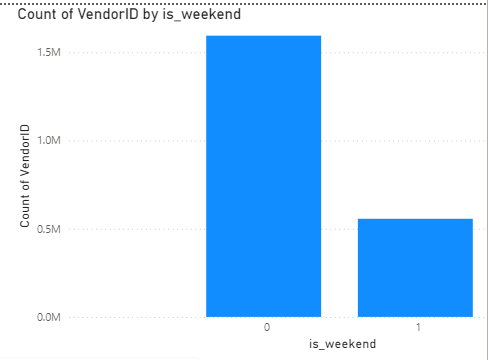 Count of VendorID by is_weekend
1.5M
1.0M
0.5M
0.0M
Count of VendorID
0
1
is_weekend